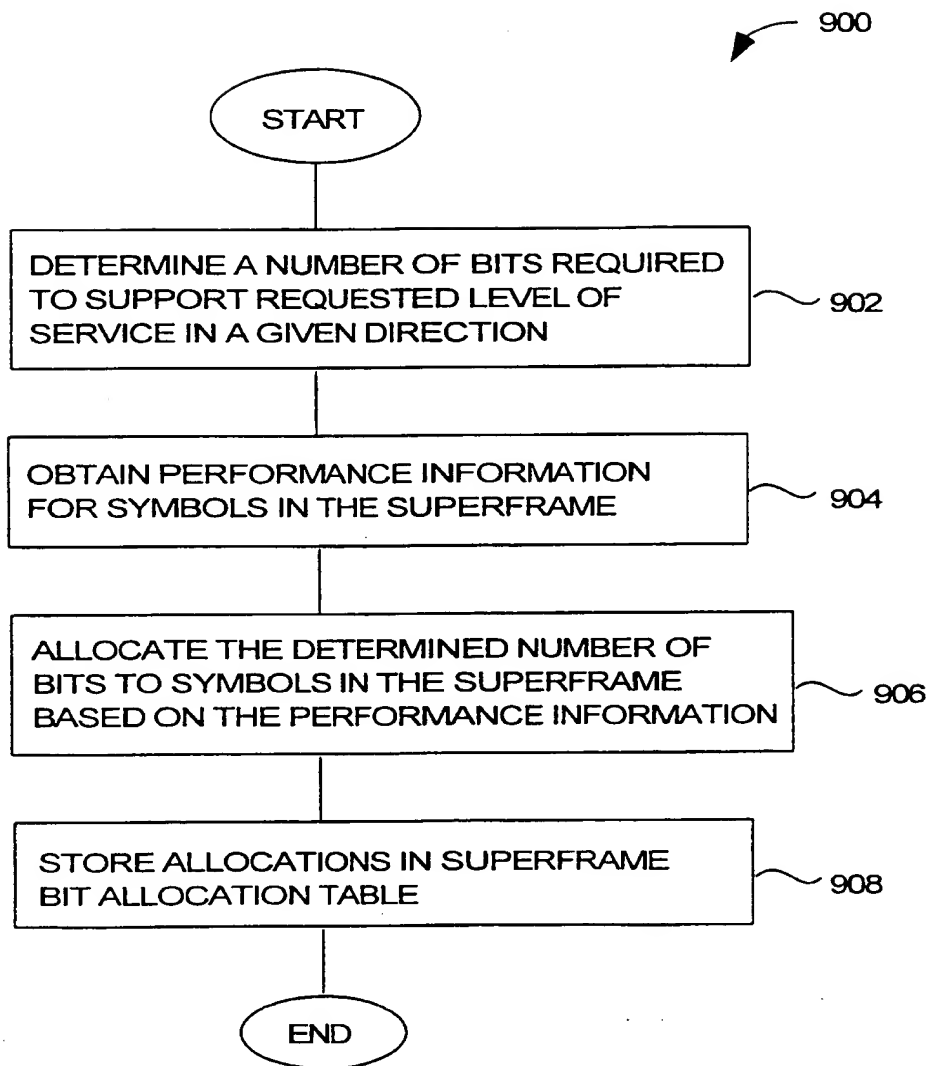 900
START
DETERMINE A NUMBER OF BITS REQUIRED
TO SUPPORT REQUESTED LEVEL OF
SERVICE IN A GIVEN DIRECTION
902
OBTAIN PERFORMANCE INFORMATION
FOR SYMBOLS IN THE SUPERFRAME
904
ALLOCATE THE DETERMINED NUMBER OF
BITS TO SYMBOLS IN THE SUPERFRAME
BASED ON THE PERFORMANCE INFORMATION
906
STORE ALLOCATIONS IN SUPERFRAME
BIT ALLOCATION TABLE
908
END